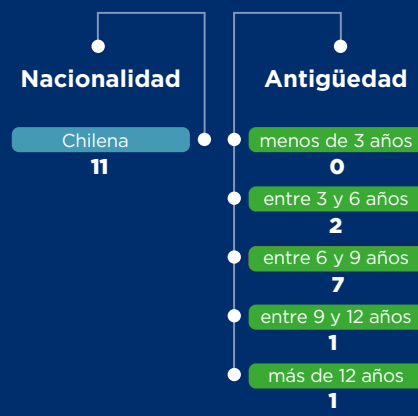 Nacionalidad
Chilena
11
Antigüedad
menos de 3 años
0
entre 3 y 6 años
2
entre 6 y 9 años
7
entre 9 y 12 años
1
más de 12 años
1